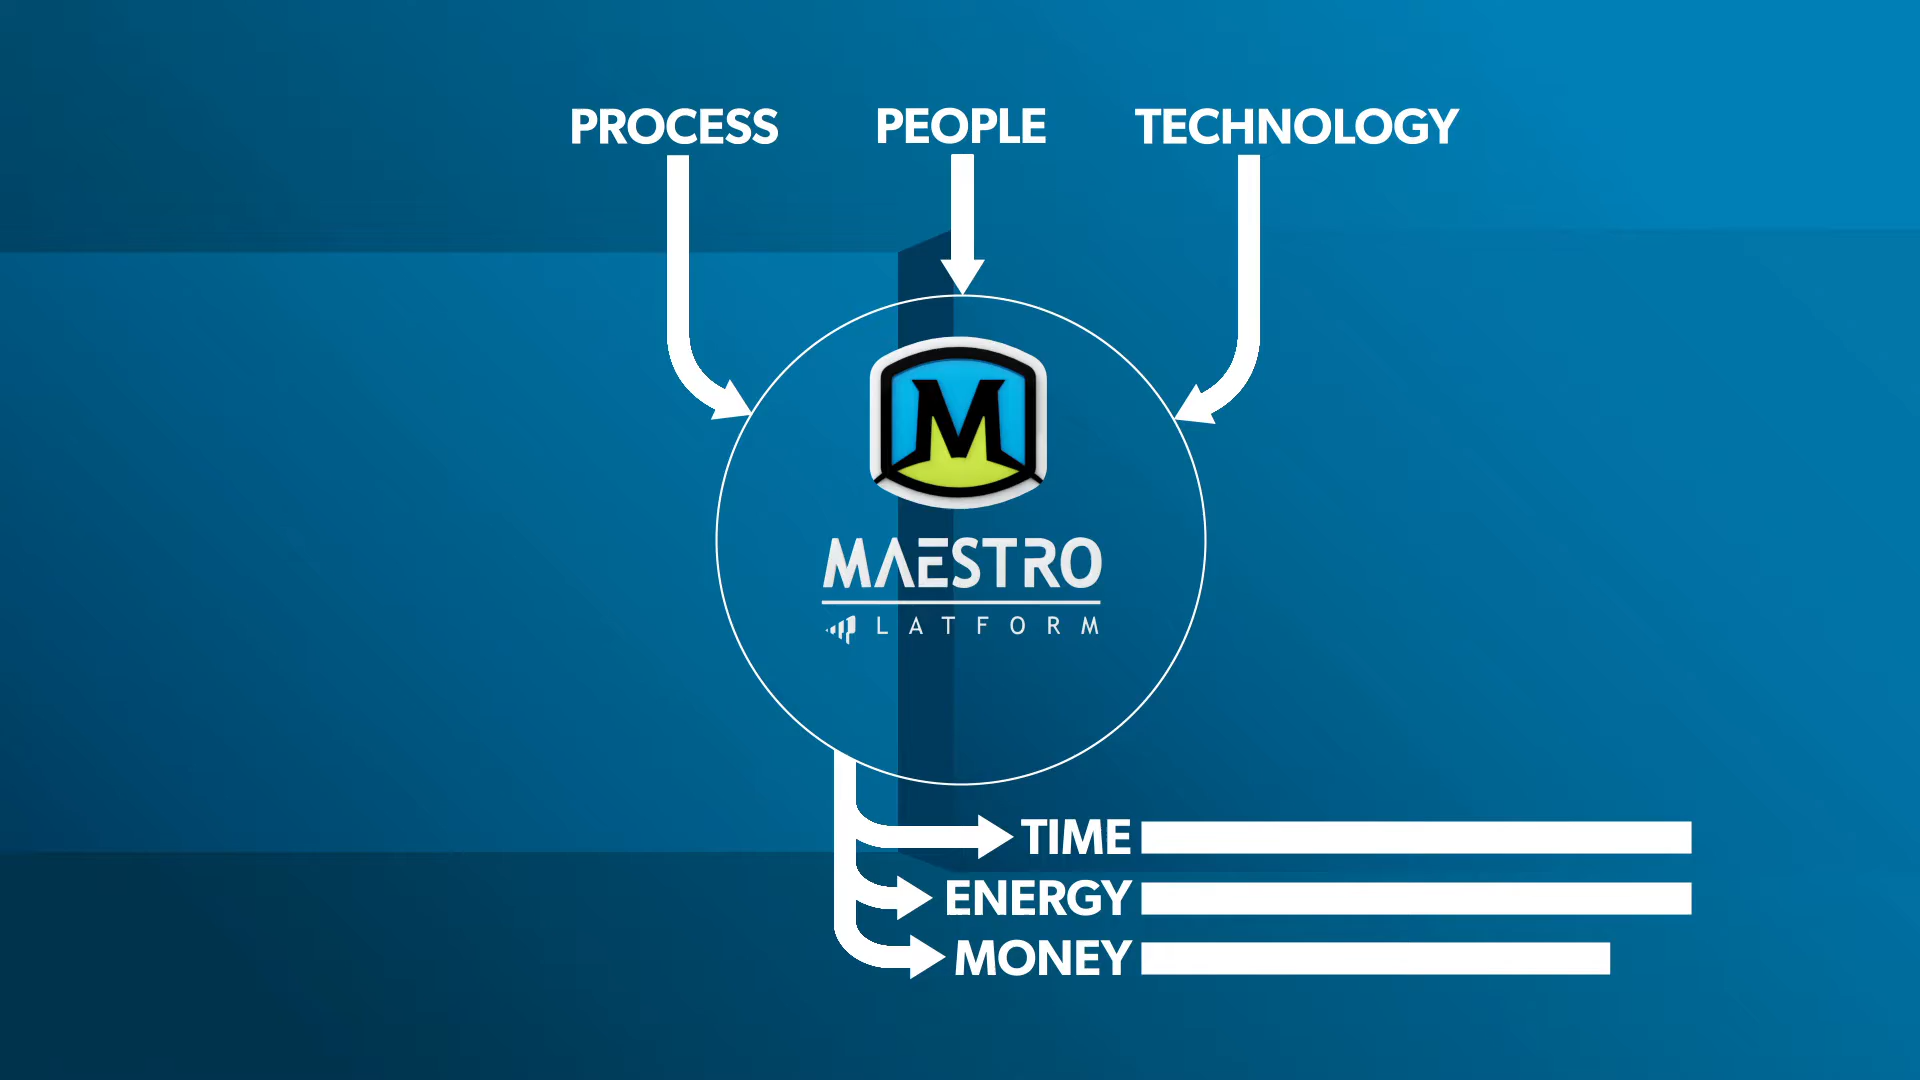 PROCESS PEOPLE TECHNOLOGY
M
MAESTRO
LATFORM
TIME
ENERGY
MONEY